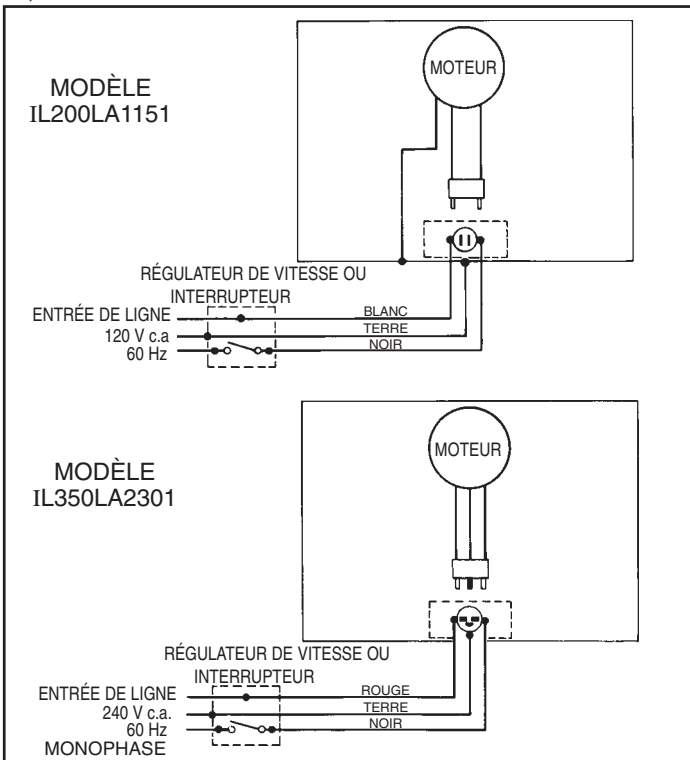 MOTEUR
MODÈLE
IL200LA1151
RÉGULATEUR DE VITESSE OU
INTERRUPTEUR
ENTRÉE DE LIGNE
BLANC
120 V c.a
TERRE
60 Hz
NOIR
MOTEUR
MODÈLE
IL350LA2301
RÉGULATEUR DE VITESSE OU
INTERRUPTEUR
ENTRÉE DE LIGNE
ROUGE
240 V c.a.
TERRE
60 Hz
NOIR
MONOPHASE